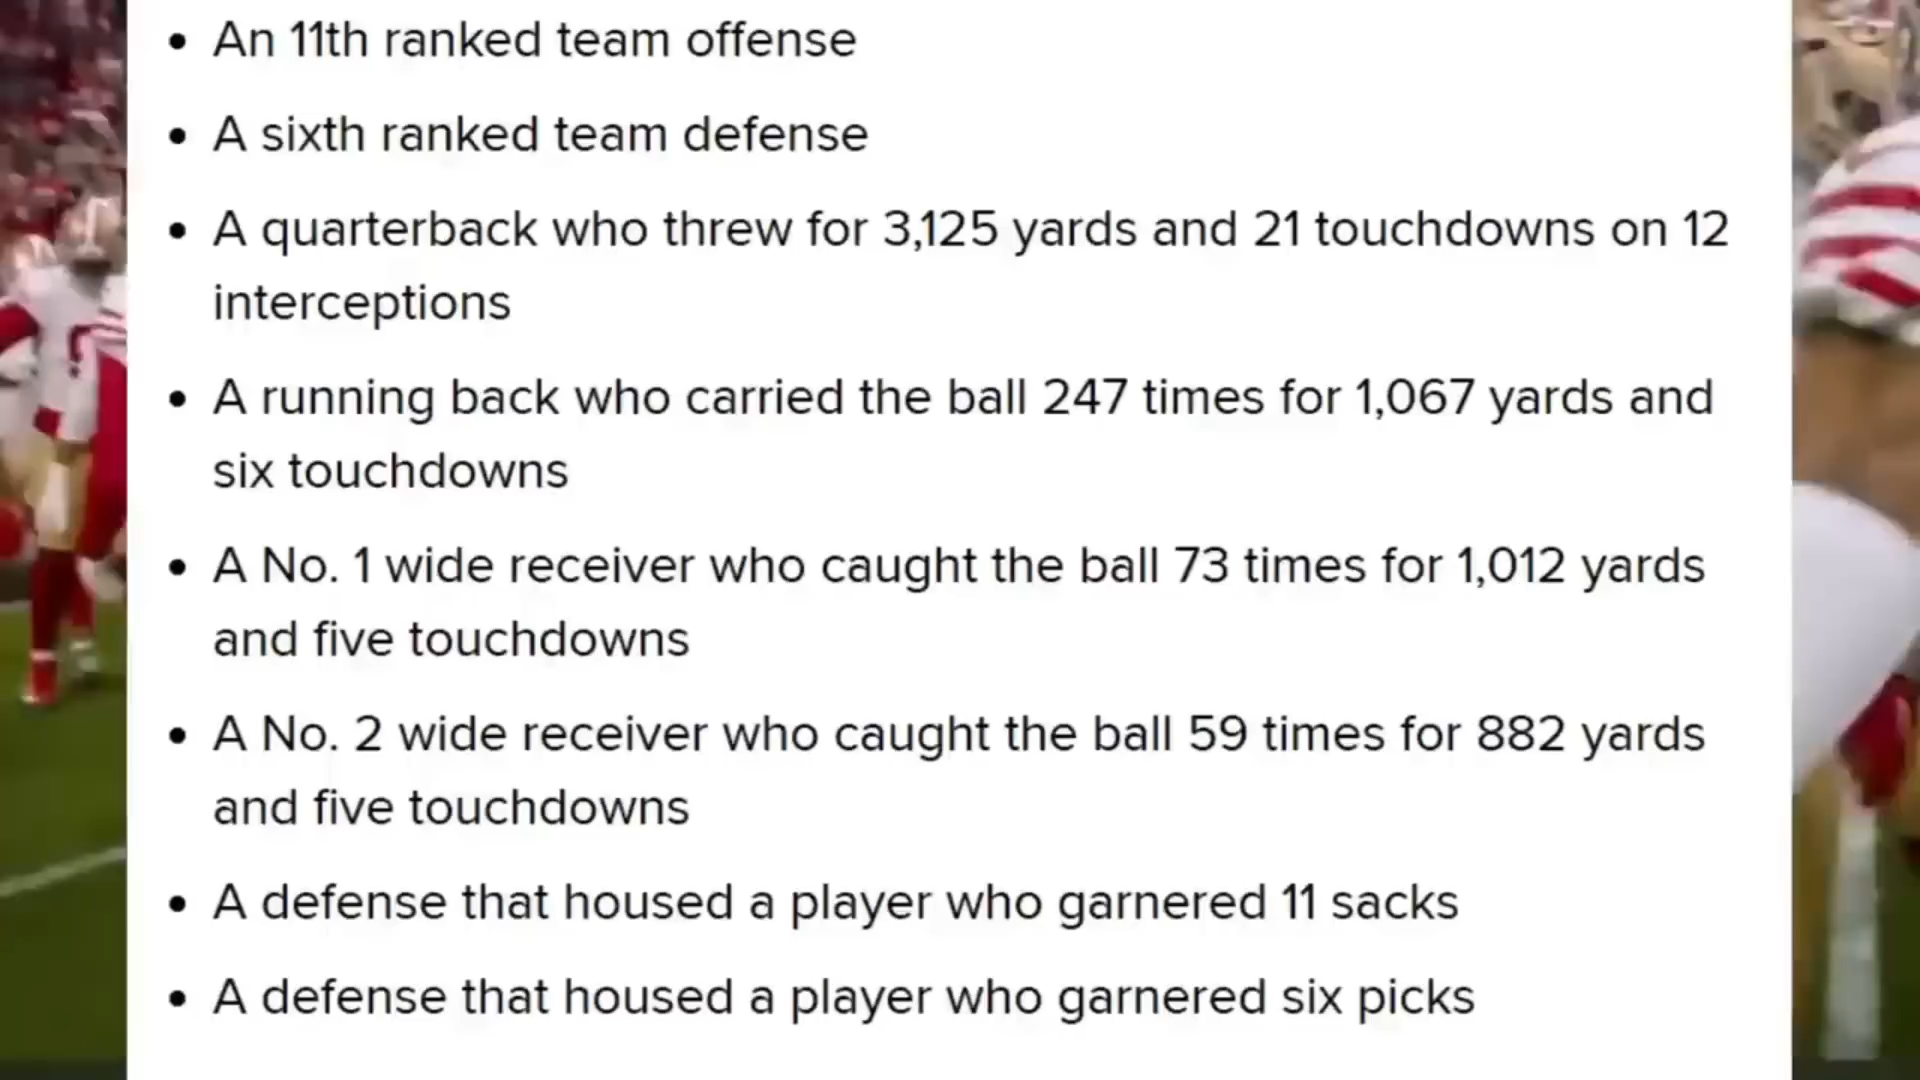 • An 11th ranked team offense
• A sixth ranked team defense
• A quarterback who threw for 3,125 yards and 21 touchdowns on 12
interceptions
• A running back who carried the ball 247 times for 1,067 yards and
six touchdowns
• A No. 1 wide receiver who caught the ball 73 times for 1,012 yards
and five touchdowns
• A No. 2 wide receiver who caught the ball 59 times for 882 yards
and five touchdowns
• A defense that housed a player who garnered 11 sacks
• A defense that housed a player who garnered six picks